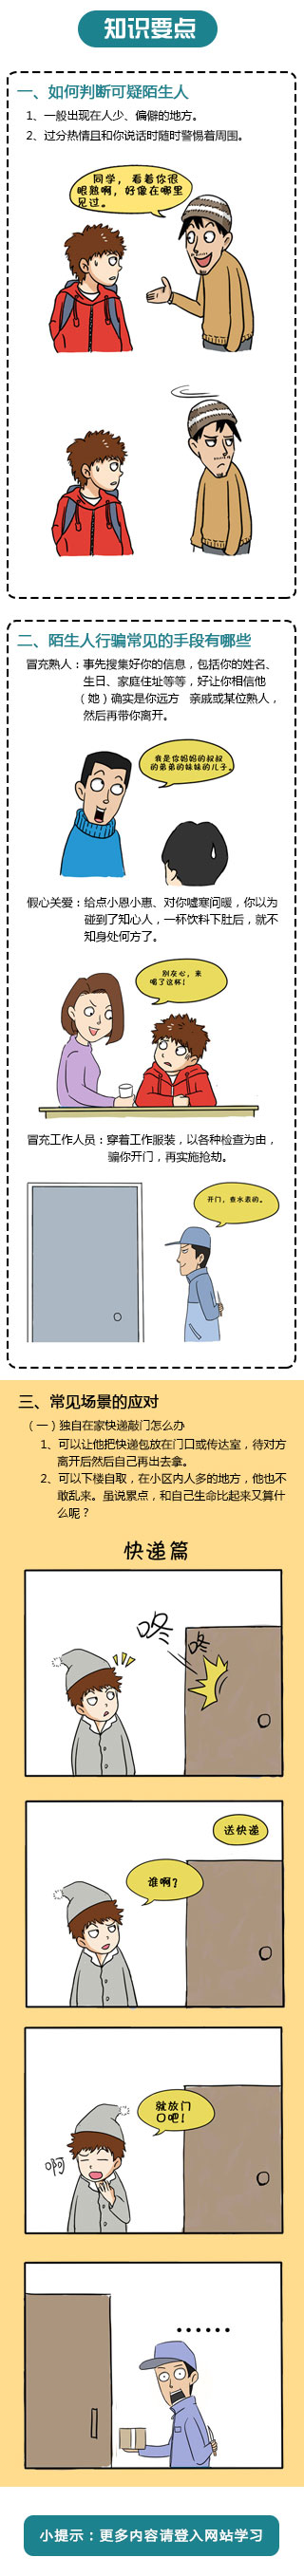 知识要点
一、如何判断可疑陌生人
1、一般出现在人少、偏僻的地方。
2、过分热情且和你说话时随时警惕着周围。
同学，看着你很
眼熟啊，好像在哪里
见过。
二、陌生人行骗常见的手段有哪些
冒充熟人：事先搜集好你的信息，包括你的姓名、
生日、家庭住址等等，好让你相信他
（她）确实是你远方 亲戚或某位熟人，
然后再带你离开。
我是你妈妈的叔叔
的弟弟的妹妹的儿子。
假心关爱：给点小恩小惠、对你嘘寒问暖，你以为
碰到了知心人，一杯饮料下肚后，就不
知身处何方了。
别灰心，来
喝了这杯！
冒充工作人员：穿着工作服装，以各种检查为由，
骗你开门，再实施抢劫。
开门，查水表的。
三、常见场景的应对
（一）独自在家快递敲门怎么办
1、可以让他把快递包放在门口或传达室，待对方
离开后然后自己再出去拿。
2、可以下楼自取，在小区内人多的地方，他也不
敢乱来。虽说累点，和自己生命比起来又算什
么呢？
快递篇
咚
咚
送快递
谁啊？
就放门
口吧！
啊
......
小提示：更多内容请登入网站学习